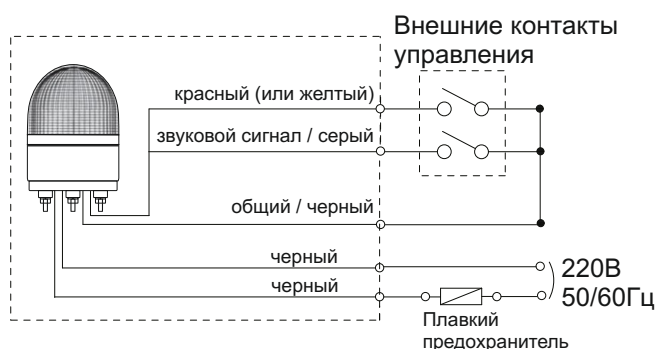 Внешние контакты
управления
красный (или желтый)
звуковой сигнал / серый
общий / черный
черный
черный
220В
50/60Гц
Плавкий
предохранитель